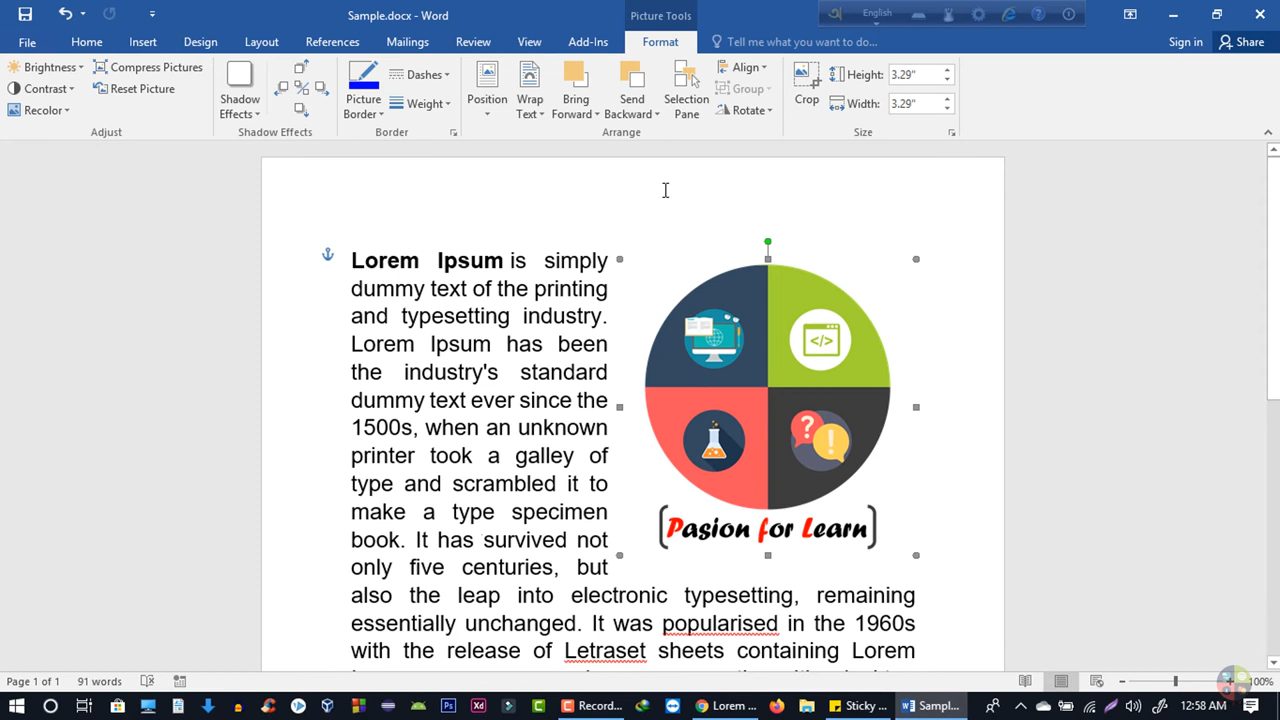 Sample.docx - Word
Picture Tools
English
File
Home
Insert
Design
Layout
References
Mailings
Review
View
Add-Ins
Format
Tell me what you want to do...
Sign in
Share
Brightness
Compress Pictures
Contrast
Reset Picture
Recolor
Adjust
Shadow
Effects
Shadow Effects
Picture
Border
Dashes
Weight
Border
Position
Wrap
Text
Bring
Forward
Send
Backward
Selection
Pane
Align
Group
Rotate
Arrange
Crop
Height: 3.29"
Width: 3.29"
Size
Lorem Ipsum is simply
dummy text of the printing
and typesetting industry.
Lorem Ipsum has been
the industry's standard
dummy text ever since the
1500s, when an unknown
printer took a galley of
type and scrambled it to
make a type specimen
book. It has survived not
only five centuries, but
also the leap into electronic typesetting, remaining
essentially unchanged. It was popularised in the 1960s
with the release of Letraset sheets containing Lorem
</>
? !
[Pasion for Learn]
Page 1 of 1
91 words
100%
Ps
Xd
Record...
Lorem ...
Sticky ...
Sampl...
12:58 AM